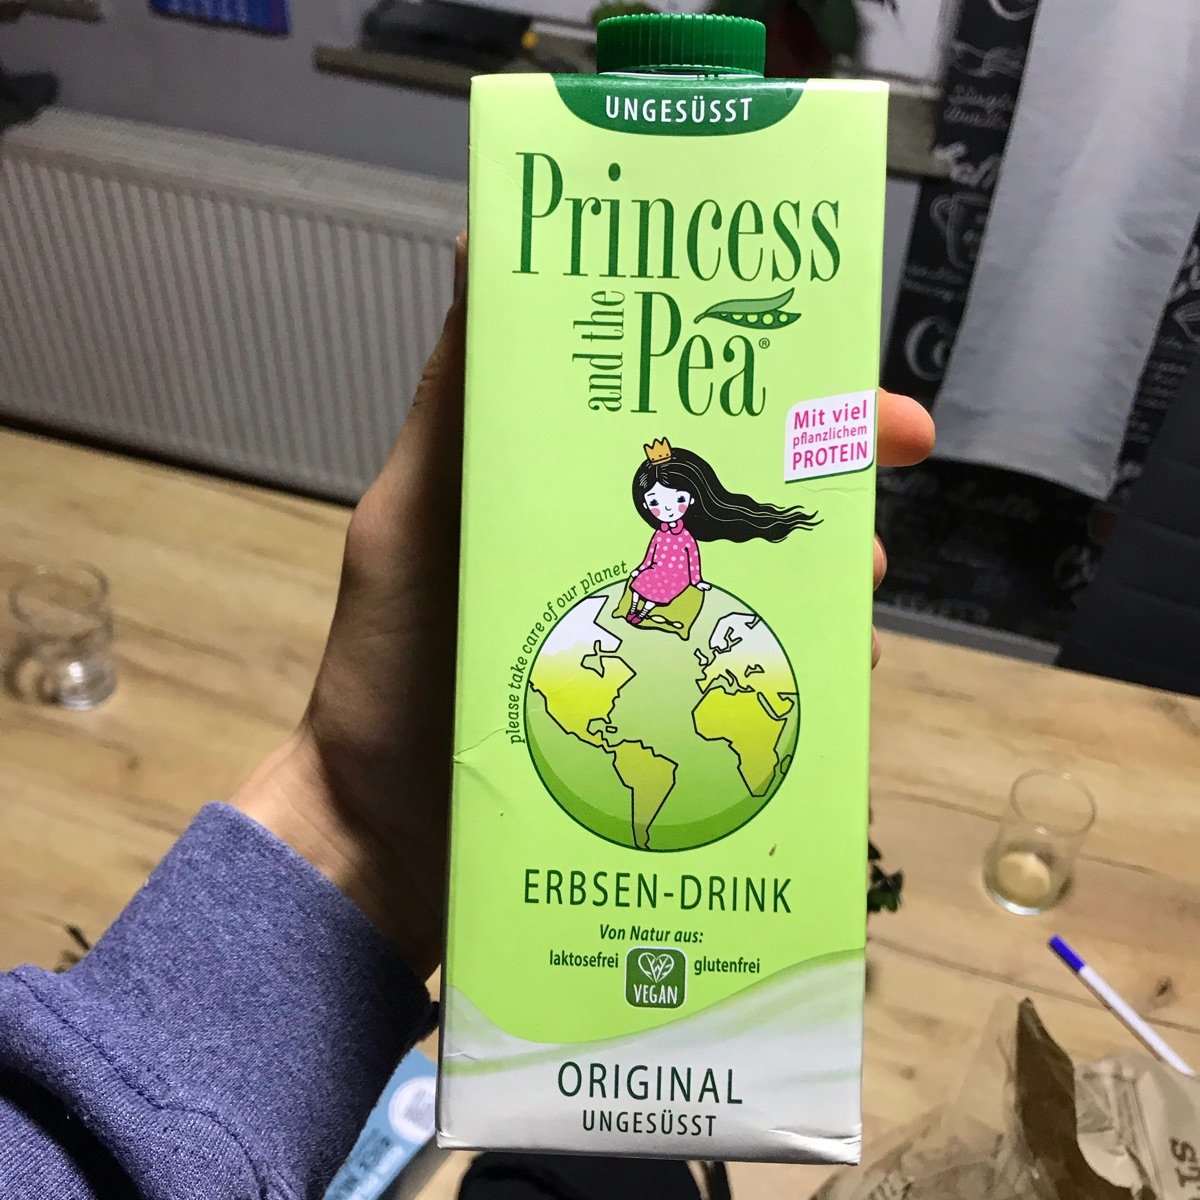 UNGESÜSST
Princess
and the
Pea®
Mit viel
pflanzlichem
PROTEIN
please take care of our planet
ERBSEN-DRINK
Von Natur aus:
laktosefrei
VEGAN
glutenfrei
ORIGINAL
UNGESÜSST